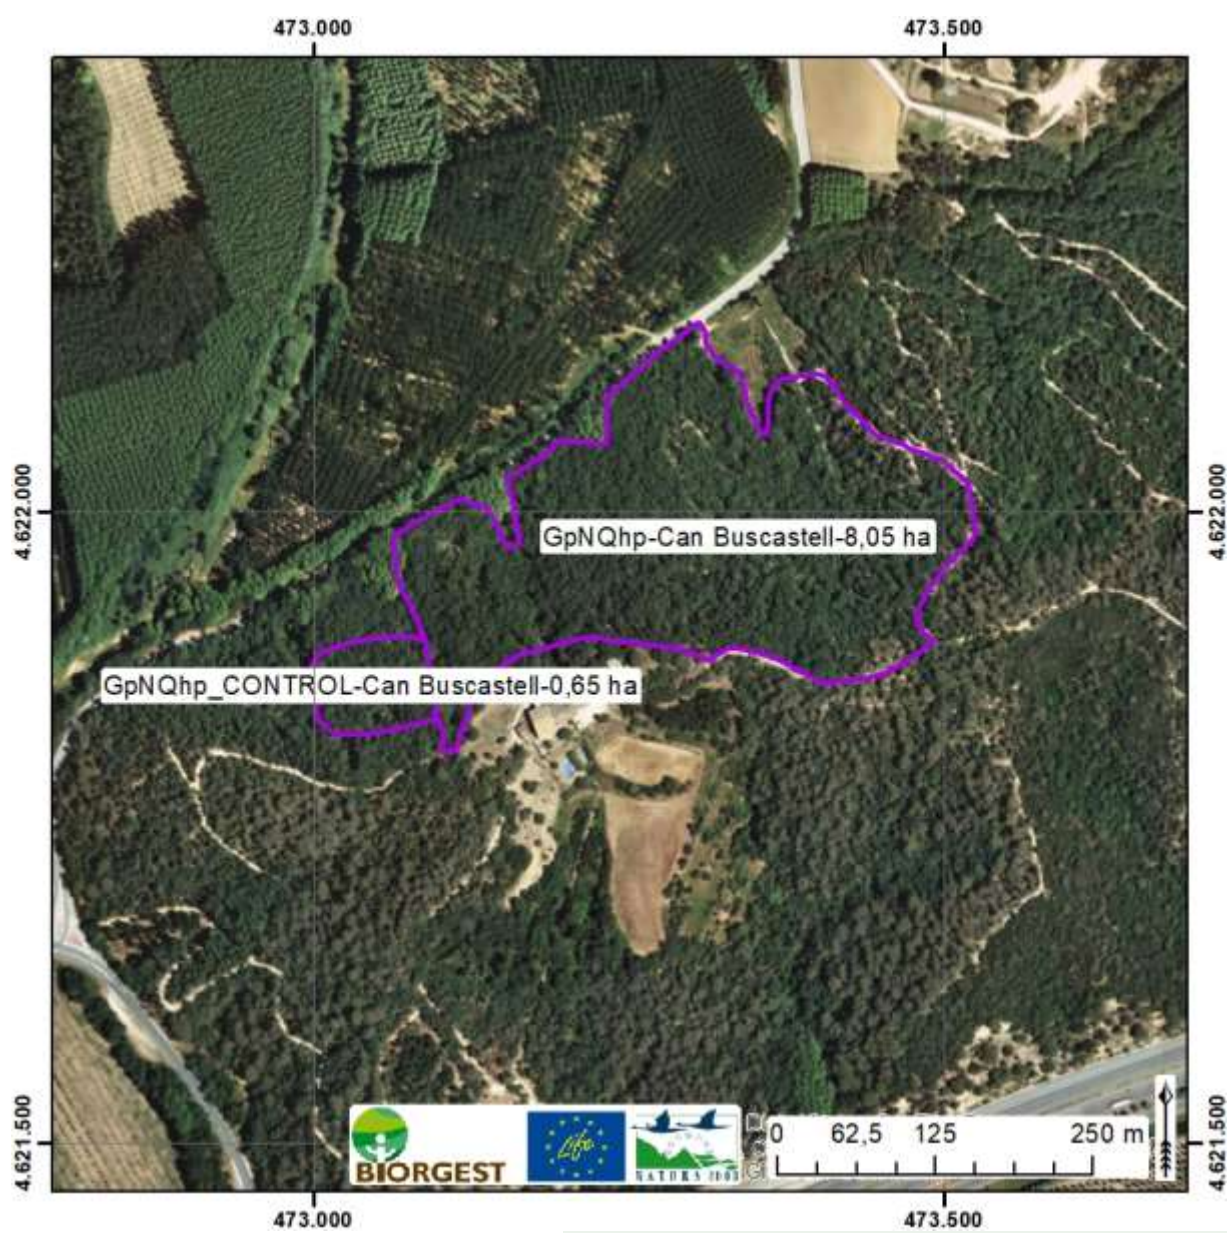 473.000 473.500
4.622.000 4.622.000
GpNQhp-Can Buscastell-8,05 ha
GpNQhp_CONTROL-Can Buscastell-0,65 ha
4.621.500 4.621.500
BIORGEST
Life
NATURA 2000
0 62,5 125 250 m
473.000 473.500